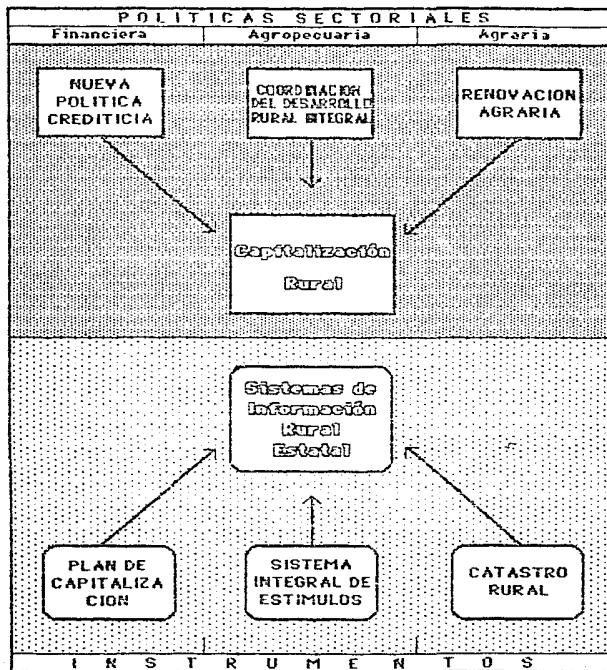 POLITICAS SECTORIALES
Financiera Agropecuaria Agraria
NUEVA
POLITICA
CREDITICIA
COORDINACION
DEL DESARROLLO
RURAL INTEGRAL
RENOVACION
AGRARIA
Capitalización
Rural
Sistemas de
Información
Rural
Estatal
PLAN DE
CAPITALIZA
CION
SISTEMA
INTEGRAL DE
ESTIMULOS
CATASTRO
RURAL
INSTRUMENTOS